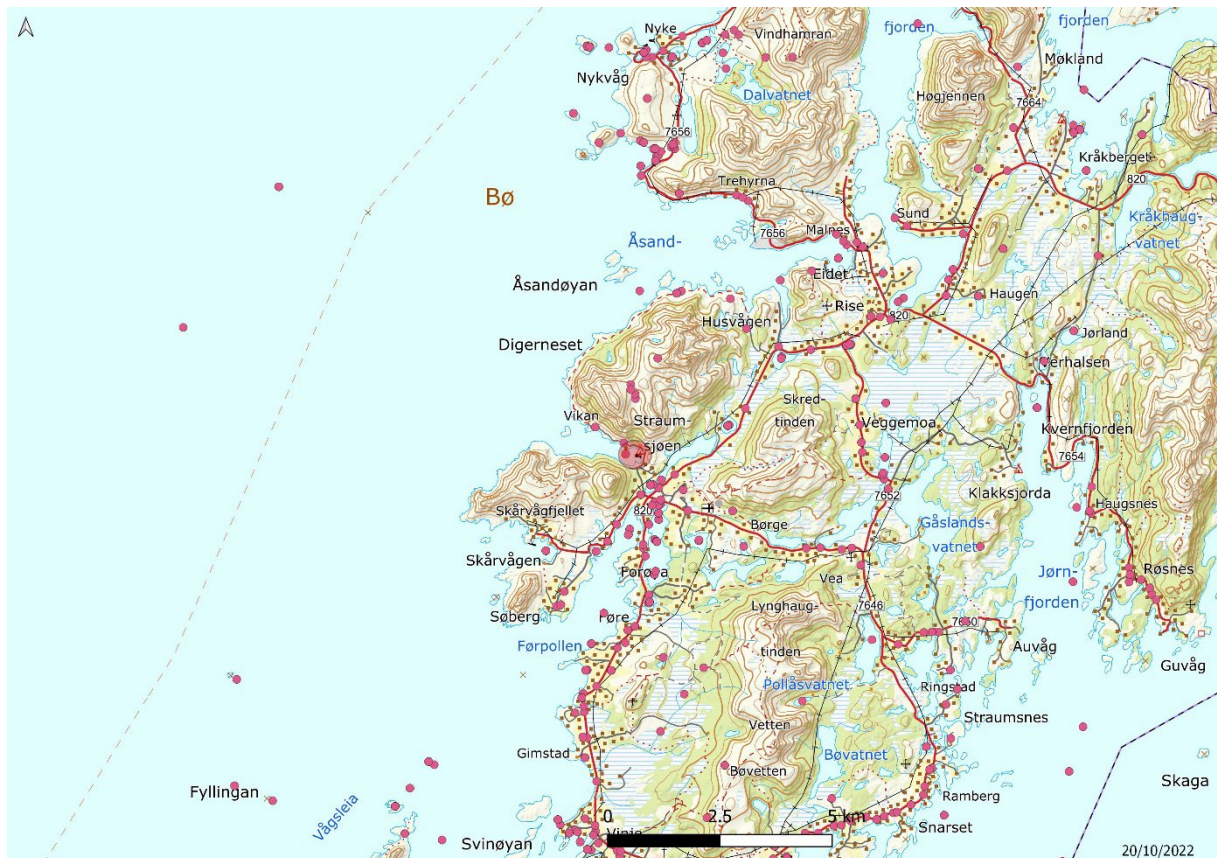 Nyke
Vindhamran
fjorden
fjorden
Møkland
Nykvåg
Dalvatnet
Høgjennen
7664
7656
Kråkberget
820
Trehyrna
Bø
Sund
Kråkhaug-
vatnet
Åsand-
7656
Malnes
Eidet
Åsandøyan
Haugen
Rise
820
Husvågen
Jørland
Digerneset
Verhalsen
Skred-
tinden
Vikan
Straum-
sjøen
Veggemoa
Kvernfjorden
7654
Klakksjorda
7652
Haugsnes
Skårvågfjellet
820
Børge
Gåslands-
vatnet
Skårvågen
Vea
Jørn-
fjorden
Røsnes
Søberg
Føre
Lynghaug-
tinden
7646
Førpollen
Auvåg
Guvåg
Pollåsvatnet
Ringstad
Straumsnes
Vetten
Gimstad
Bøvatnet
Bøvetten
Skaga
Fyllingan
Vågsleia
Ramberg
Snarset
Svinøyan
Vinje
0
2.5
5 km
20/10/2022